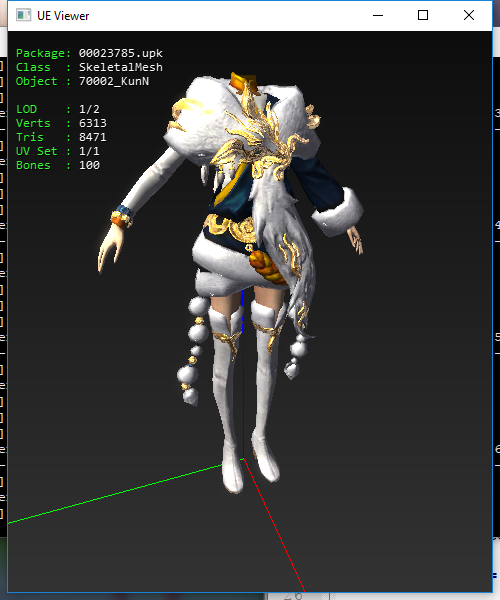 UE Viewer
Package: 00023785.upk
Class : SkeletalMesh
Object : 70002_KunN
LOD : 1/2
Verts : 6313
Tris : 8471
UV Set : 1/1
Bones : 100